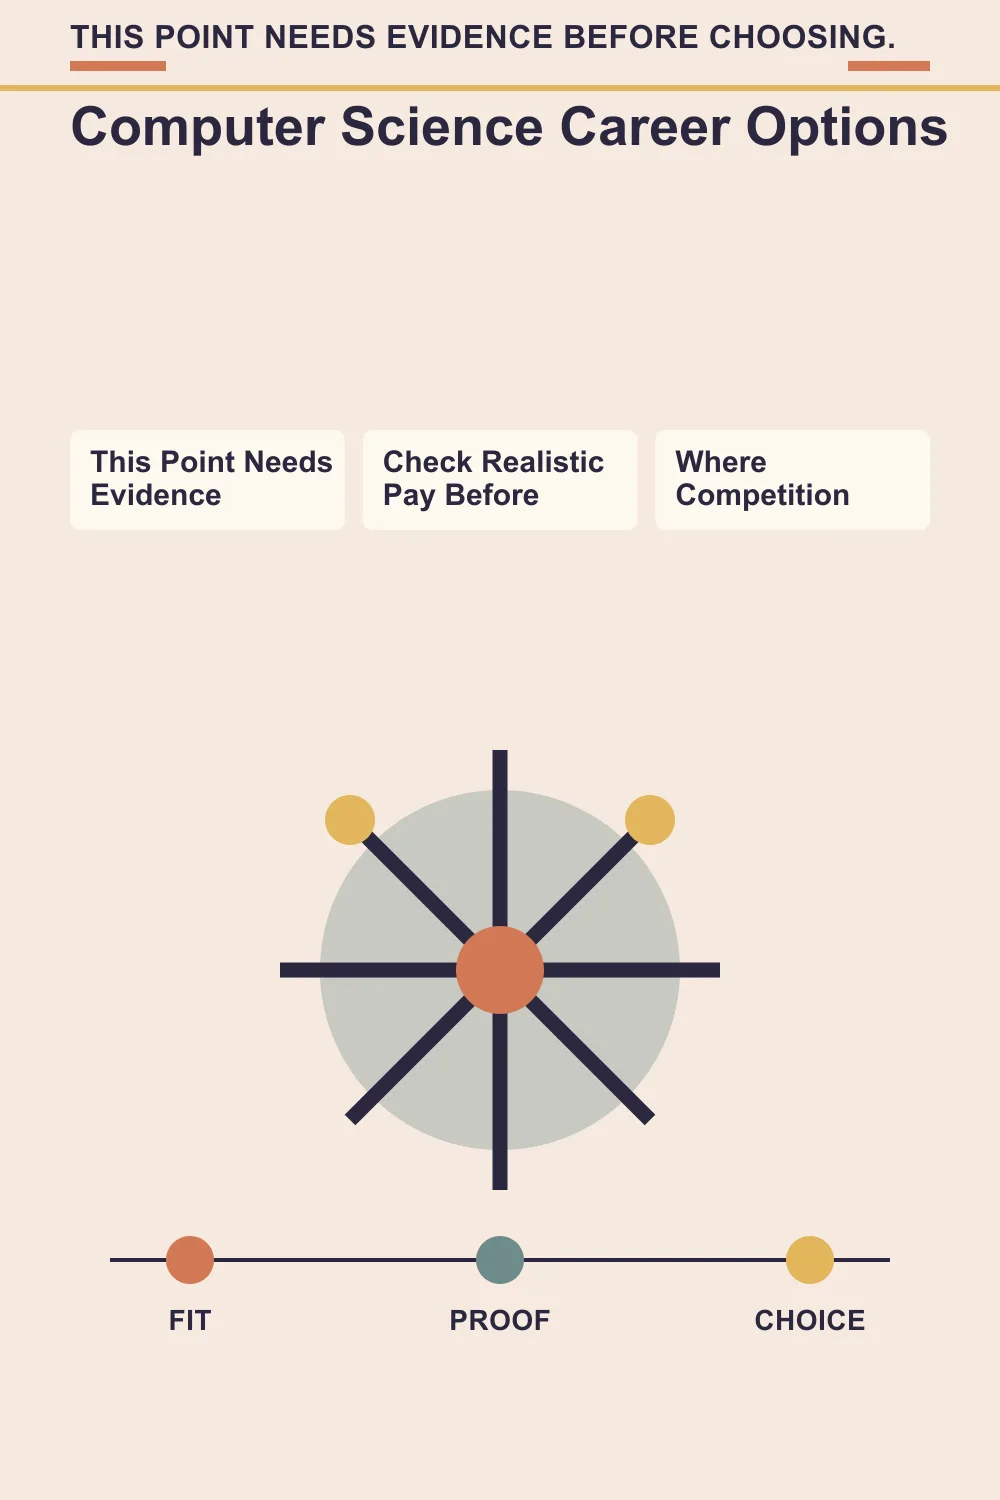 THIS POINT NEEDS EVIDENCE BEFORE CHOOSING.
Computer Science Career Options
This Point Needs
Evidence
Check Realistic
Pay Before
Where
Competition
FIT
PROOF
CHOICE